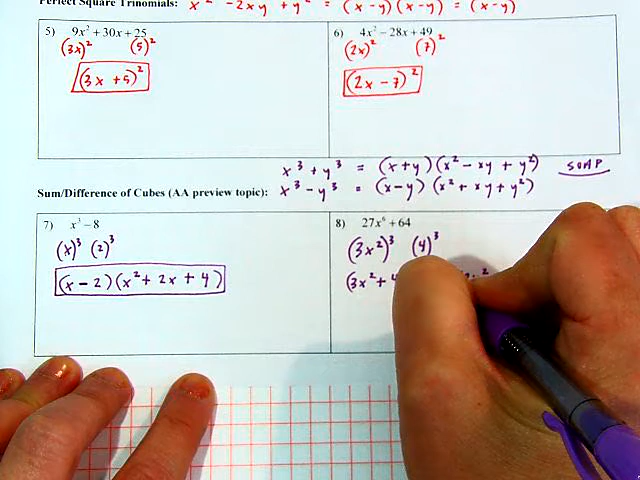 Perfect Square Trinomials: x² - 2xy + y² = (x-y)(x-y) = (x-y)
5) 9x² + 30x + 25
(3x)² (5)²
(3x + 5)²
6) 4x² – 28x + 49
(2x)² (7)²
(2x - 7)²
x³ + y³ = (x+y)(x² - xy + y²) SOAP
Sum/Difference of Cubes (AA preview topic): x³ - y³ = (x-y)(x² + xy + y²)
7) x³ – 8
(x)³ (2)³
(x - 2)(x² + 2x + 4)
8) 27x⁶ + 64
(3x²)³ (4)³
(3x² + 4